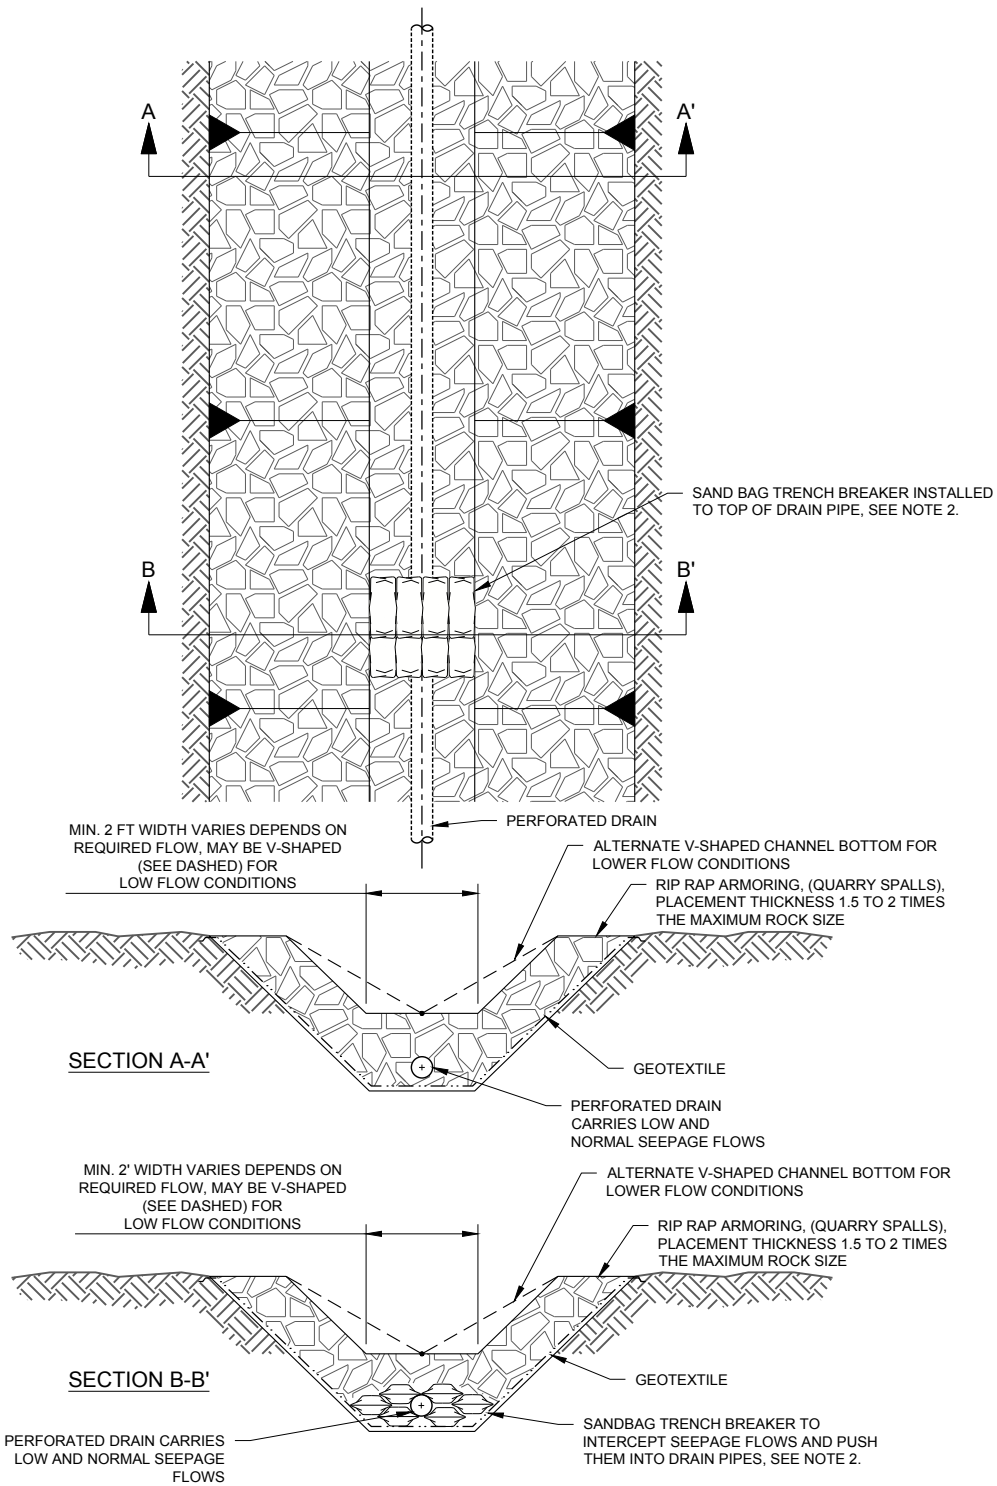 A
A'
SAND BAG TRENCH BREAKER INSTALLED
TO TOP OF DRAIN PIPE, SEE NOTE 2.
B
B'
PERFORATED DRAIN
MIN. 2 FT WIDTH VARIES DEPENDS ON
REQUIRED FLOW, MAY BE V-SHAPED
(SEE DASHED) FOR
LOW FLOW CONDITIONS
ALTERNATE V-SHAPED CHANNEL BOTTOM FOR
LOWER FLOW CONDITIONS
RIP RAP ARMORING, (QUARRY SPALLS),
PLACEMENT THICKNESS 1.5 TO 2 TIMES
THE MAXIMUM ROCK SIZE
SECTION A-A'
GEOTEXTILE
PERFORATED DRAIN
CARRIES LOW AND
NORMAL SEEPAGE FLOWS
MIN. 2' WIDTH VARIES DEPENDS ON
REQUIRED FLOW, MAY BE V-SHAPED
(SEE DASHED) FOR
LOW FLOW CONDITIONS
ALTERNATE V-SHAPED CHANNEL BOTTOM FOR
LOWER FLOW CONDITIONS
RIP RAP ARMORING, (QUARRY SPALLS),
PLACEMENT THICKNESS 1.5 TO 2 TIMES
THE MAXIMUM ROCK SIZE
SECTION B-B'
GEOTEXTILE
PERFORATED DRAIN CARRIES
LOW AND NORMAL SEEPAGE
FLOWS
SANDBAG TRENCH BREAKER TO
INTERCEPT SEEPAGE FLOWS AND PUSH
THEM INTO DRAIN PIPES, SEE NOTE 2.